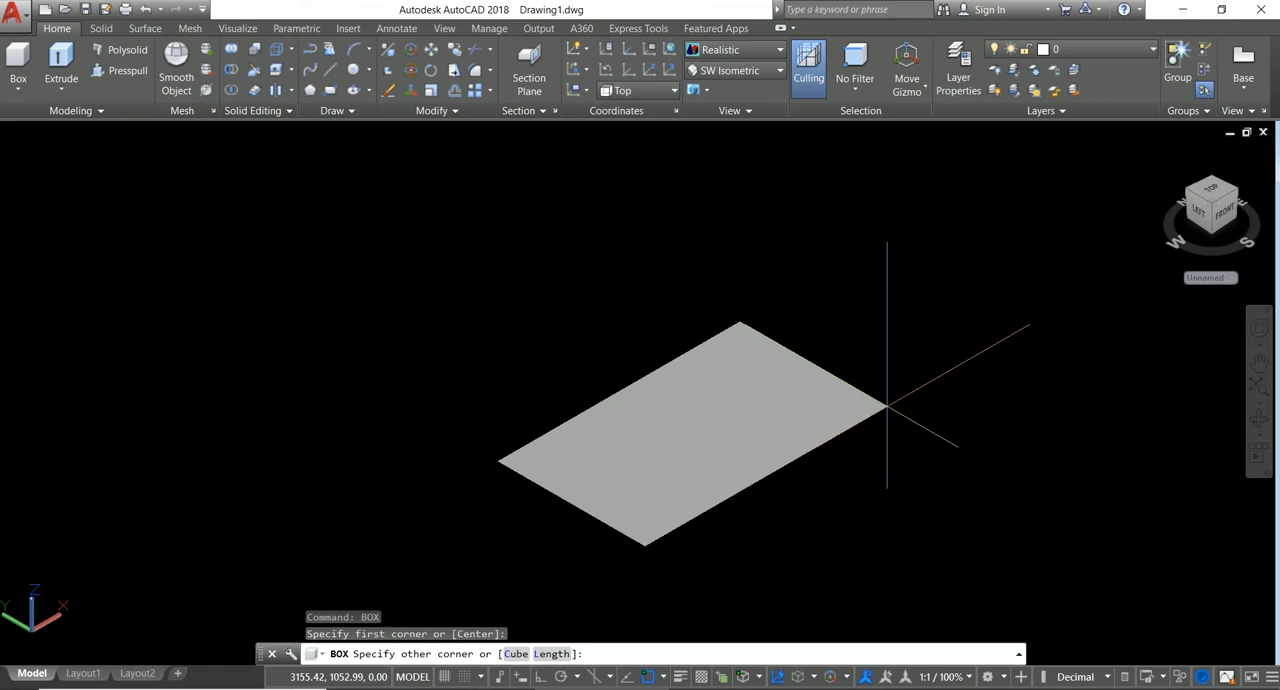 Autodesk AutoCAD 2018 Drawing1.dwg
Type a keyword or phrase
Sign In
Home Solid Surface Mesh Visualize Parametric Insert Annotate View Manage Output A360 Express Tools Featured Apps
Box
Extrude
Polysolid
Presspull
Smooth
Object
Section
Plane
Top
Realistic
SW Isometric
Culling
No Filter
Move
Gizmo
Layer
Properties
0
Group
Base
Modeling
Mesh
Solid Editing
Draw
Modify
Section
Coordinates
View
Selection
Layers
Groups
View
TOP
LEFT
FRONT
N
E
W
S
Unnamed
Z
Y
X
Command: BOX
Specify first corner or [Center]:
BOX Specify other corner or [Cube Length]:
Model Layout1 Layout2 +
3155.42, 1052.99, 0.00 MODEL
1:1 / 100%
Decimal